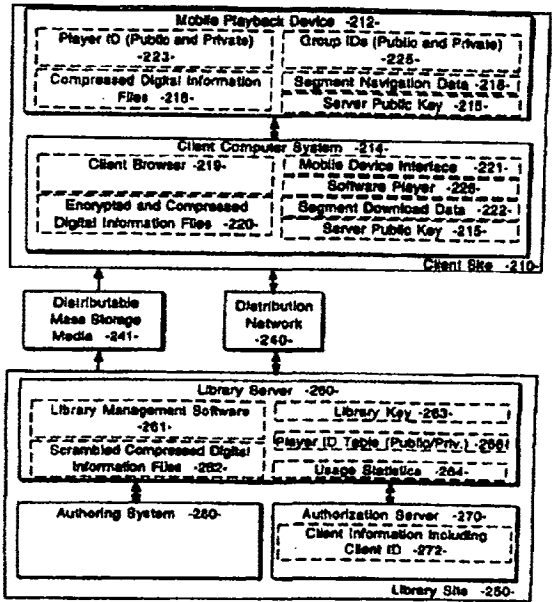 Mobile Playback Device -212-
Player ID (Public and Private)
-223-
Group IDs (Public and Private)
-225-
Compressed Digital Information
Files -216-
Segment Navigation Data -218-
Server Public Key -215-
Client Computer System -214-
Client Browser -219-
Mobile Device Interface -221-
Software Player -226-
Encrypted and Compressed
Digital Information Files -220-
Segment Download Data -222-
Server Public Key -215-
Client Site -210-
Distributable
Mass Storage
Media -241-
Distribution
Network
-240-
Library Server -260-
Library Management Software
-261-
Library Key -263-
Player ID Table (Public/Priv.) -266-
Scrambled Compressed Digital
Information Files -262-
Usage Statistics -264-
Authoring System -280-
Authorization Server -270-
Client Information Including
Client ID -272-
Library Site -250-